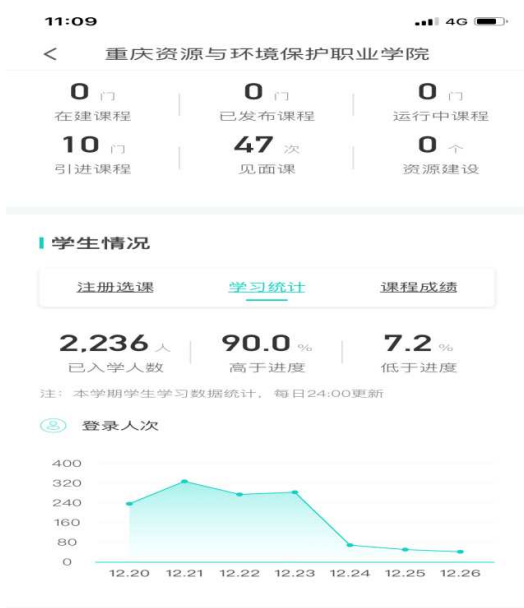 11:09 4G
< 重庆资源与环境保护职业学院
0 门 0 门 0 门
在建课程 已发布课程 运行中课程
10 门 47 次 0 个
引进课程 见面课 资源建设
学生情况
注册选课 学习统计 课程成绩
2,236 人 90.0 % 7.2 %
已入学人数 高于进度 低于进度
注：本学期学生学习数据统计，每日24:00更新
登录人次
400
320
240
160
80
0
12.20 12.21 12.22 12.23 12.24 12.25 12.26